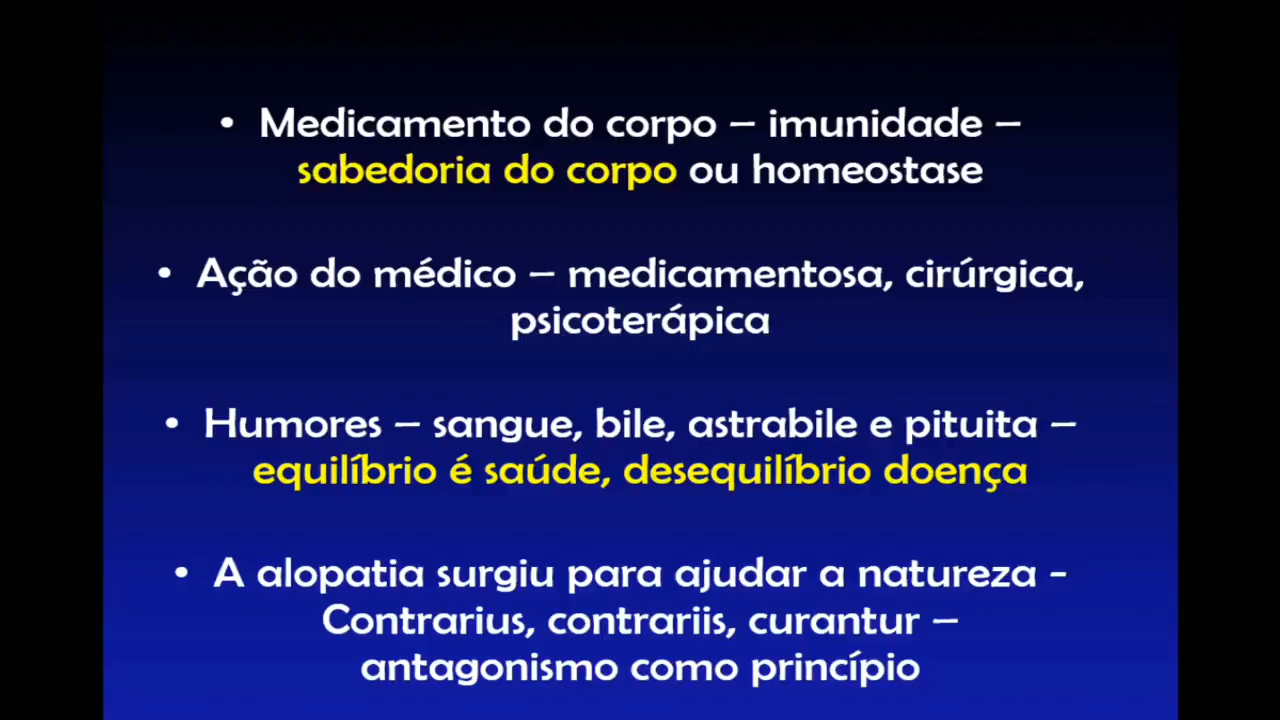 • Medicamento do corpo – imunidade –
sabedoria do corpo ou homeostase
• Ação do médico – medicamentosa, cirúrgica,
psicoterápica
• Humores – sangue, bile, astrabile e pituita –
equilíbrio é saúde, desequilíbrio doença
• A alopatia surgiu para ajudar a natureza -
Contrarius, contrariis, curantur –
antagonismo como princípio